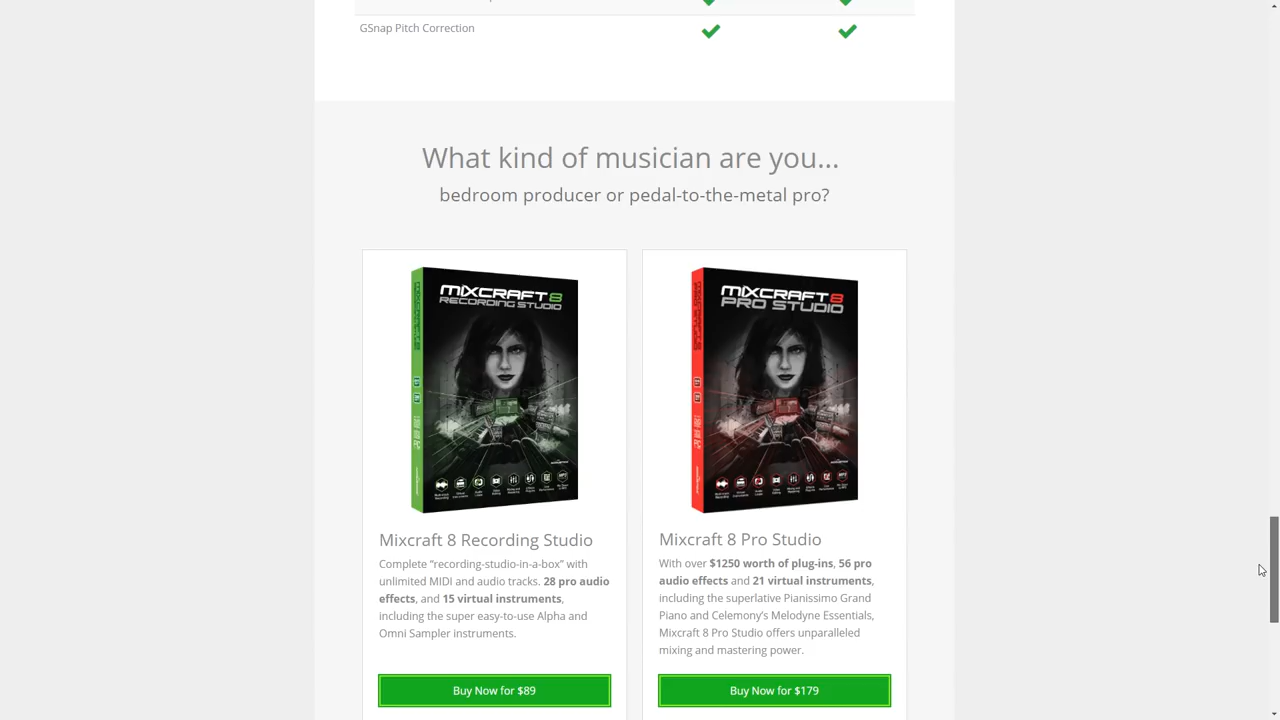 GSnap Pitch Correction
What kind of musician are you...
bedroom producer or pedal-to-the-metal pro?
MIXCRAFT 8
RECORDING STUDIO
MIXCRAFT 8
PRO STUDIO
Mixcraft 8 Recording Studio
Complete “recording-studio-in-a-box” with
unlimited MIDI and audio tracks. 28 pro audio
effects, and 15 virtual instruments,
including the super easy-to-use Alpha and
Omni Sampler instruments.
Buy Now for $89
Mixcraft 8 Pro Studio
With over $1250 worth of plug-ins, 56 pro
audio effects and 21 virtual instruments,
including the superlative Pianissimo Grand
Piano and Celemony’s Melodyne Essentials,
Mixcraft 8 Pro Studio offers unparalleled
mixing and mastering power.
Buy Now for $179